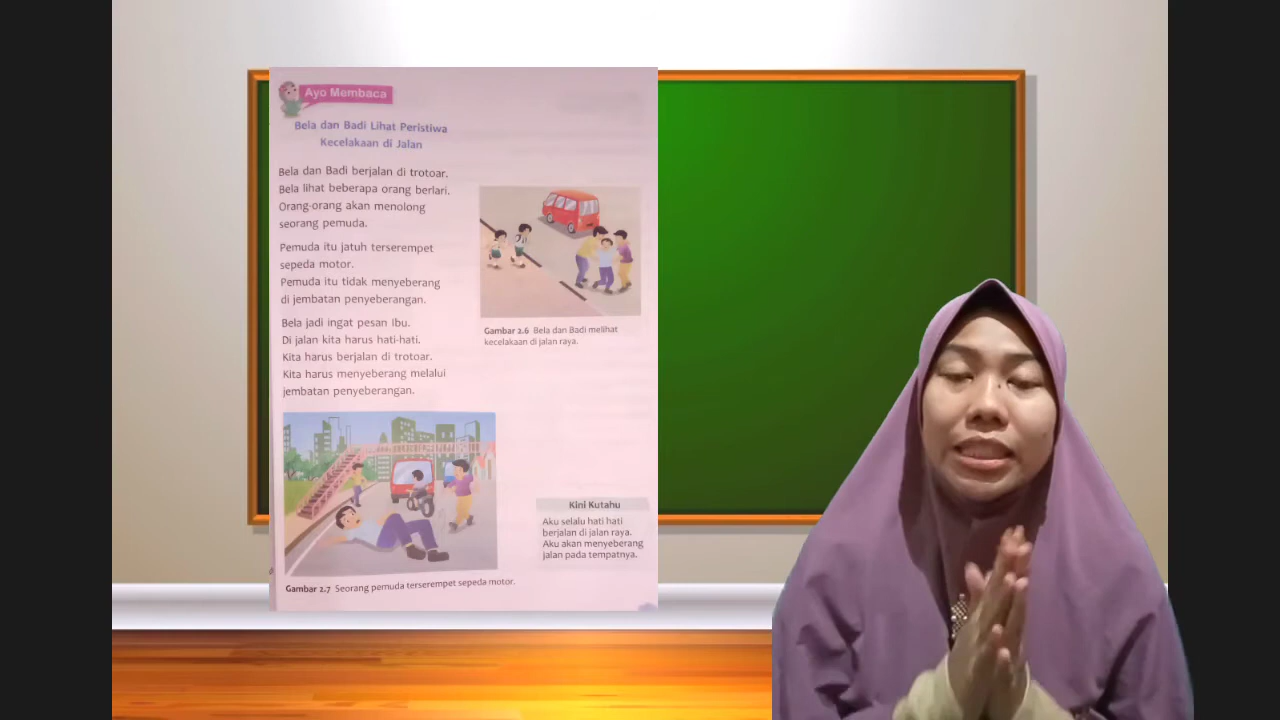 Ayo Membaca
Bela dan Badi Lihat Peristiwa
Kecelakaan di Jalan
Bela dan Badi berjalan di trotoar.
Bela lihat beberapa orang berlari.
Orang-orang akan menolong
seorang pemuda.
Pemuda itu jatuh terserempet
sepeda motor.
Pemuda itu tidak menyeberang
di jembatan penyeberangan.
Bela jadi ingat pesan Ibu.
Di jalan kita harus hati-hati.
Kita harus berjalan di trotoar.
Kita harus menyeberang melalui
jembatan penyeberangan.
Gambar 2.6 Bela dan Badi melihat
kecelakaan di jalan raya.
Kini Kutahu
Aku selalu hati hati
berjalan di jalan raya.
Aku akan menyeberang
jalan pada tempatnya.
Gambar 2.7 Seorang pemuda terserempet sepeda motor.